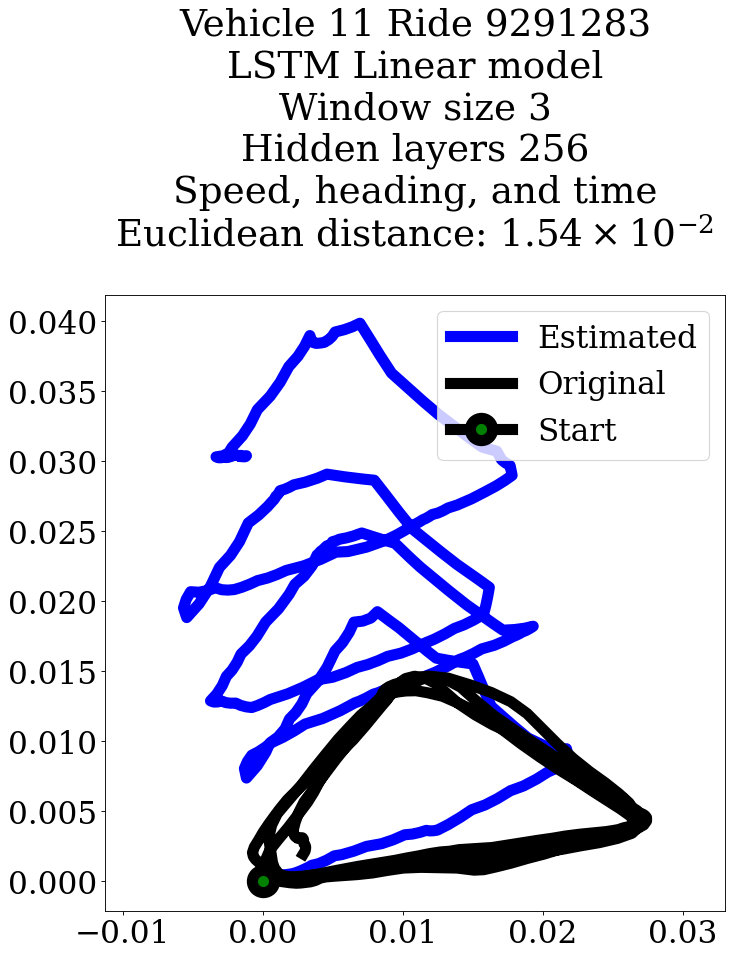 Vehicle 11 Ride 9291283
LSTM Linear model
Window size 3
Hidden layers 256
Speed, heading, and time
Euclidean distance: 1.54 × 10⁻²
Estimated
Original
Start
0.040
0.035
0.030
0.025
0.020
0.015
0.010
0.005
0.000
−0.01 0.00 0.01 0.02 0.03